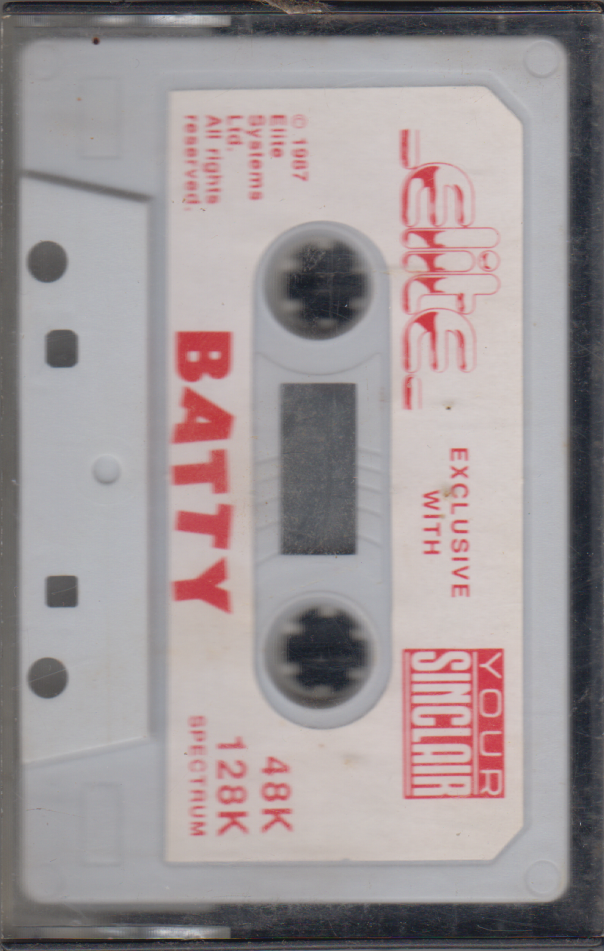 elite
EXCLUSIVE
WITH
YOUR
SINCLAIR
© 1987
Elite
Systems
Ltd.
All rights
reserved.
BATTY
48K
128K
SPECTRUM